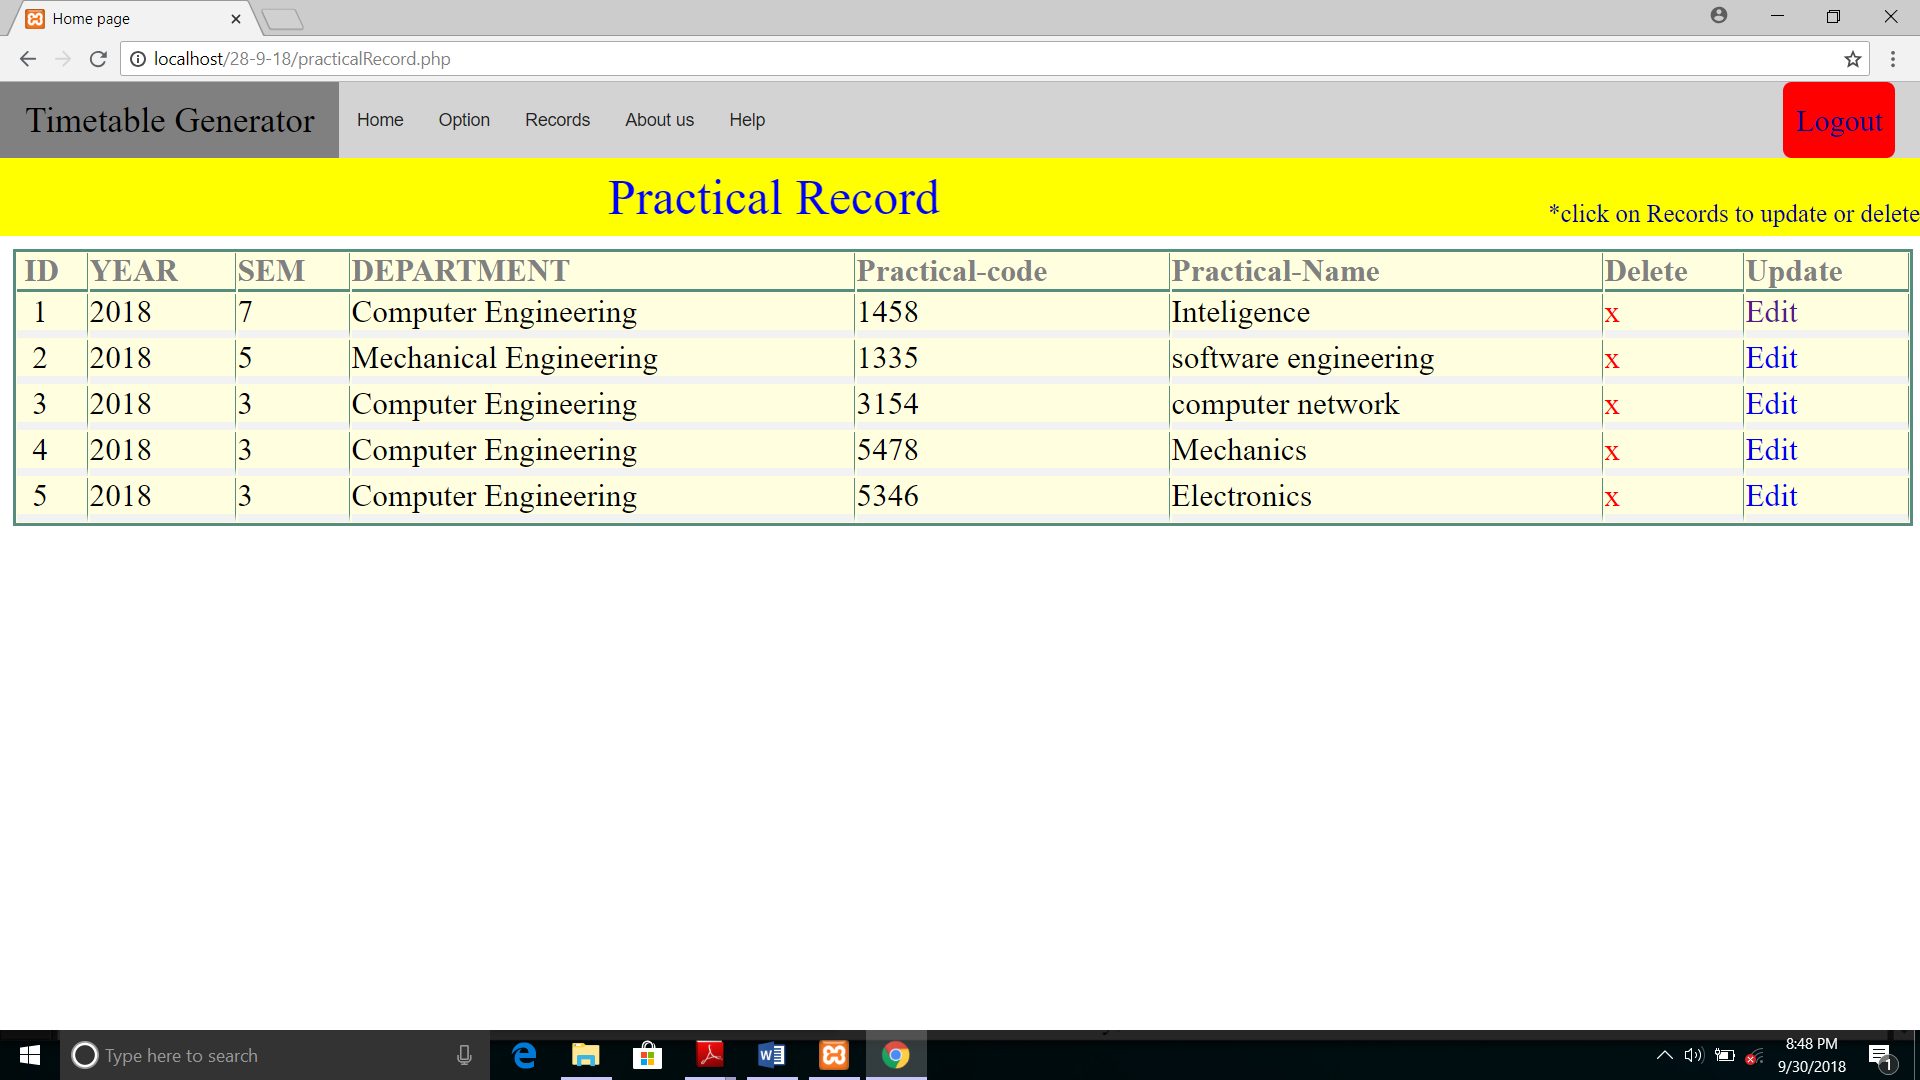 Home page
localhost/28-9-18/practicalRecord.php
Timetable Generator Home Option Records About us Help Logout
Practical Record
*click on Records to update or delete
ID YEAR SEM DEPARTMENT Practical-code Practical-Name Delete Update
1 2018 7 Computer Engineering 1458 Inteligence x Edit
2 2018 5 Mechanical Engineering 1335 software engineering x Edit
3 2018 3 Computer Engineering 3154 computer network x Edit
4 2018 3 Computer Engineering 5478 Mechanics x Edit
5 2018 3 Computer Engineering 5346 Electronics x Edit
Type here to search
8:48 PM
9/30/2018
1